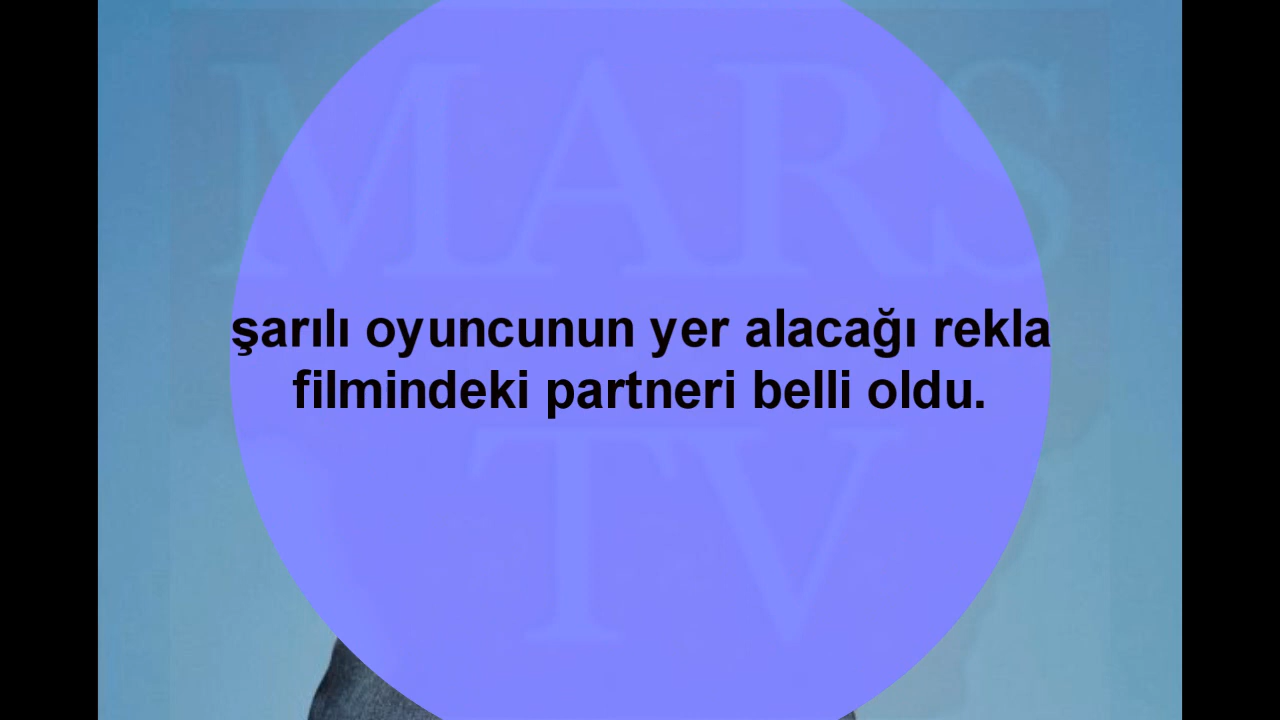 MARS
şarılı oyuncunun yer alacağı rekla
filmindeki partneri belli oldu.
TV